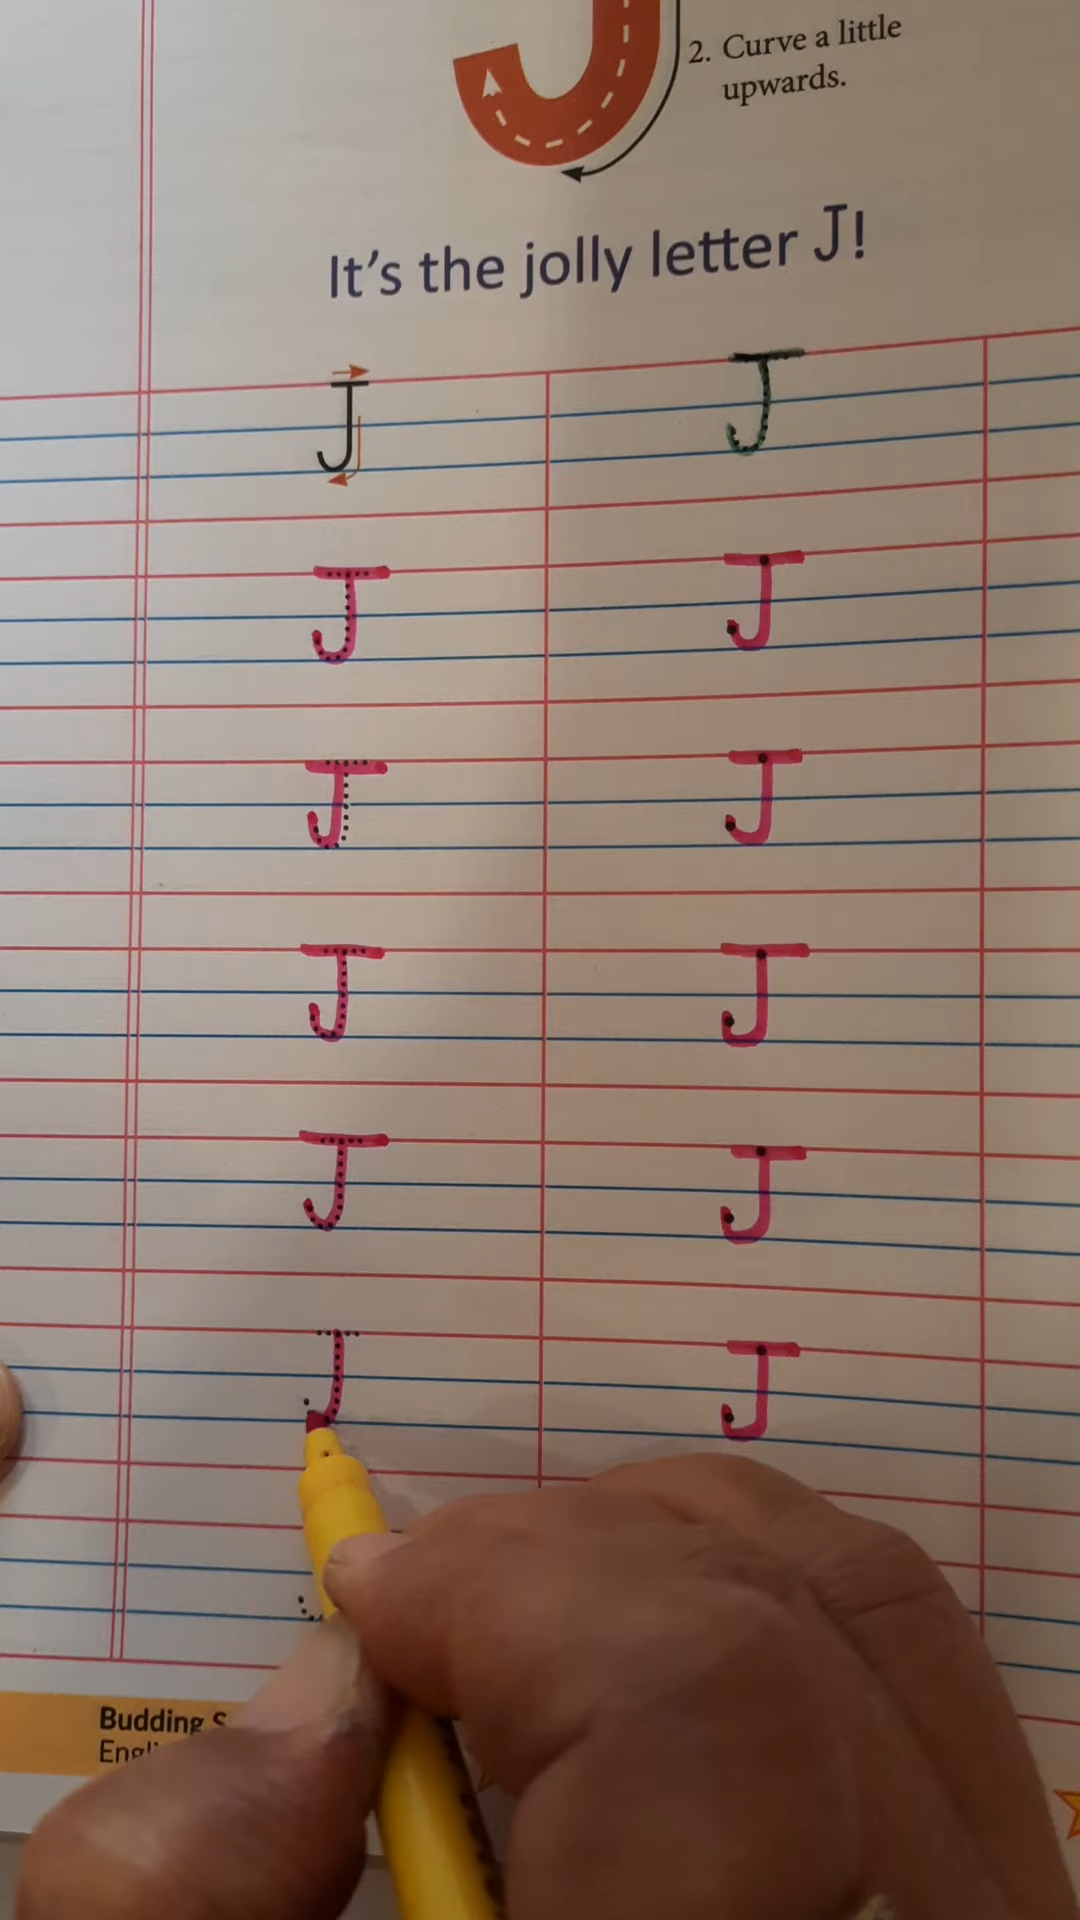 2. Curve a little
upwards.
It's the jolly letter J!
J J
J J
J J
J J
J J
J J
Budding